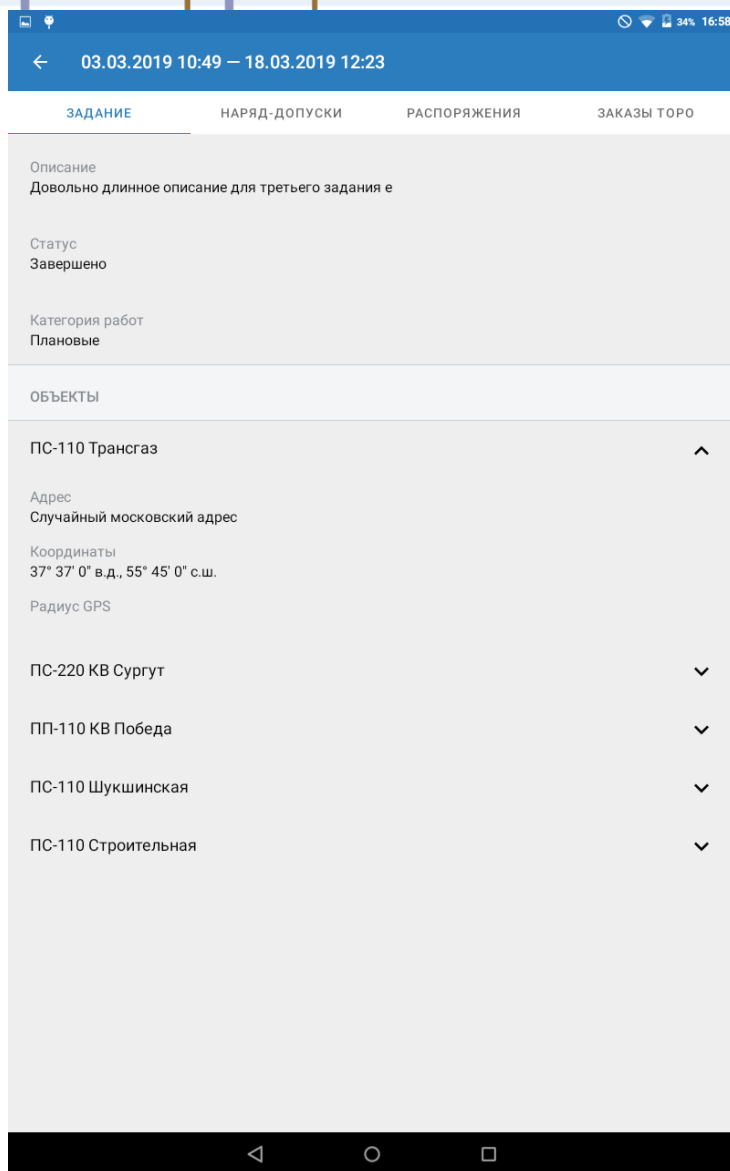 34% 16:58
03.03.2019 10:49 — 18.03.2019 12:23
ЗАДАНИЕ НАРЯД-ДОПУСКИ РАСПОРЯЖЕНИЯ ЗАКАЗЫ ТОРО
Описание
Довольно длинное описание для третьего задания е
Статус
Завершено
Категория работ
Плановые
ОБЪЕКТЫ
ПС-110 Трансгаз
Адрес
Случайный московский адрес
Координаты
37° 37' 0" в.д., 55° 45' 0" с.ш.
Радиус GPS
ПС-220 КВ Сургут
ПП-110 КВ Победа
ПС-110 Шукшинская
ПС-110 Строительная